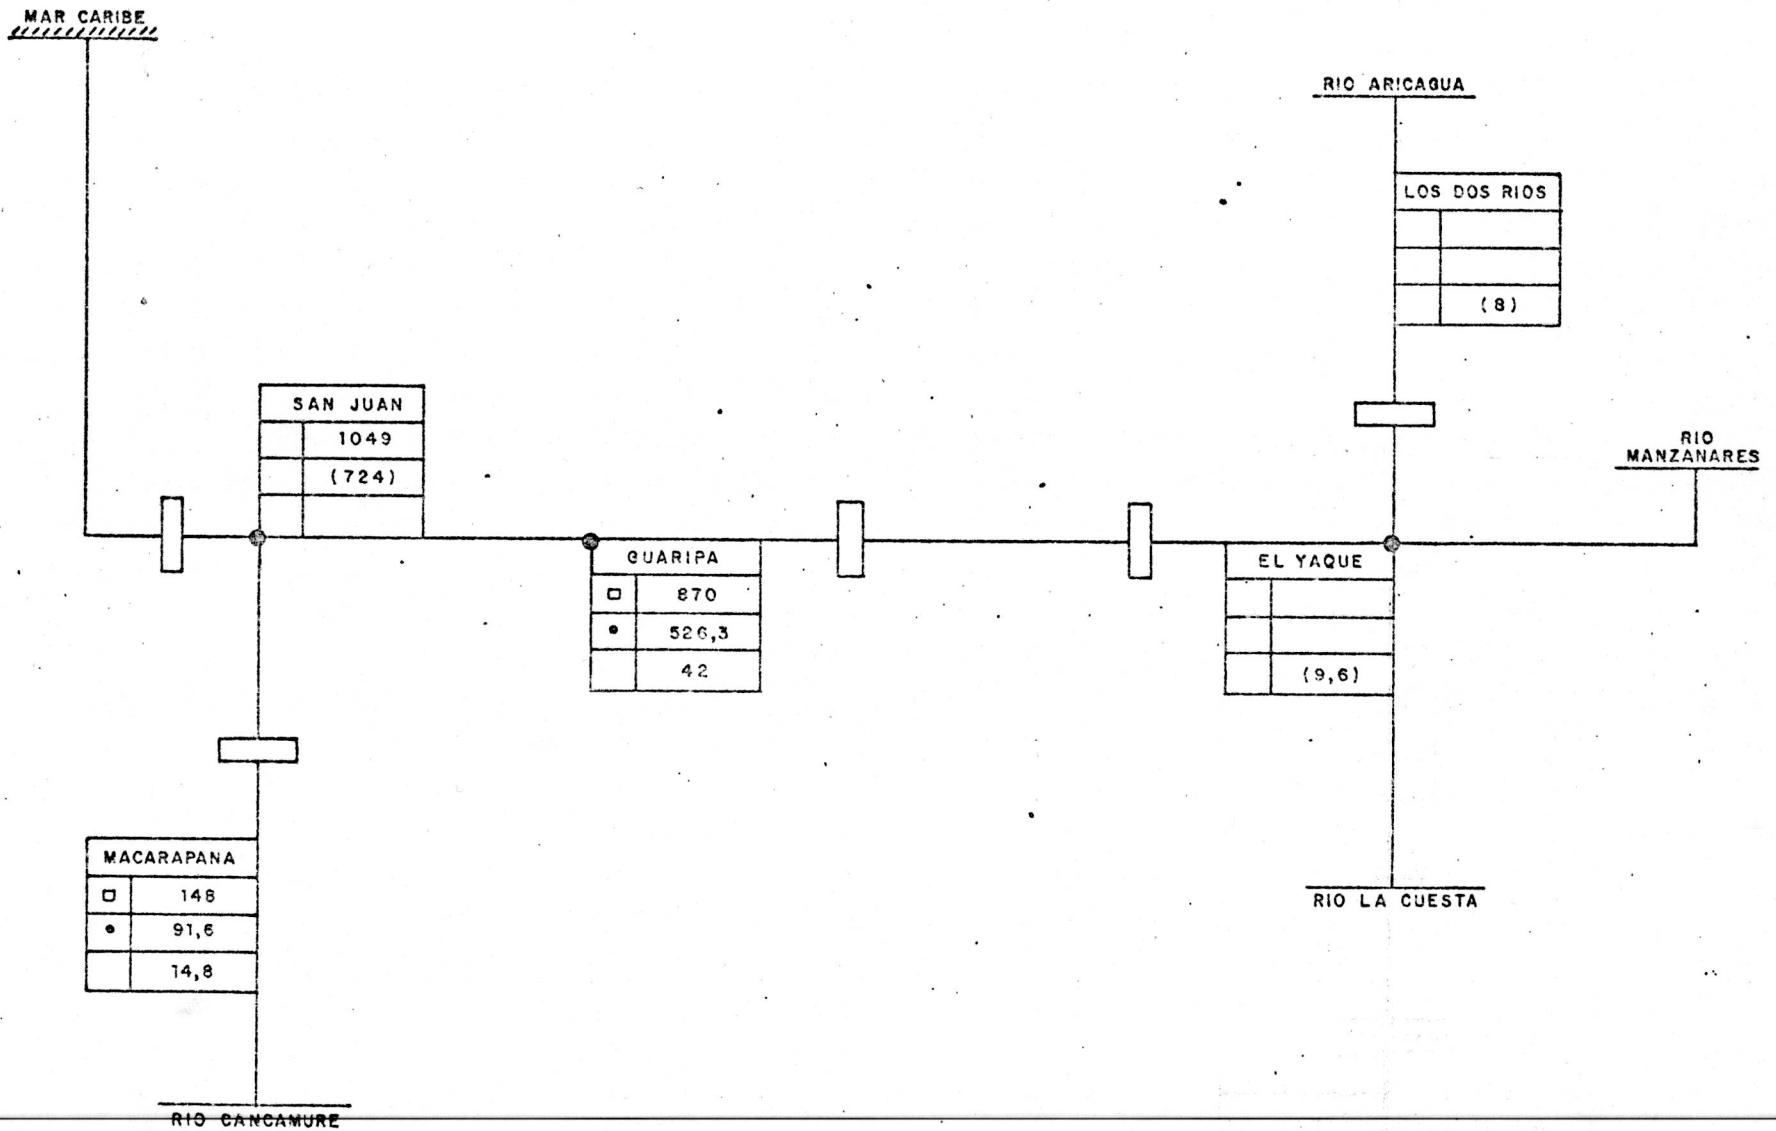 MAR CARIBE
RIO ARICAGUA
LOS DOS RIOS
(8)
SAN JUAN
1049
(724)
RIO
MANZANARES
GUARIPA
870
526,3
42
EL YAQUE
(9,6)
MACARAPANA
148
91,6
14,8
RIO LA CUESTA
RIO CANCAMURE